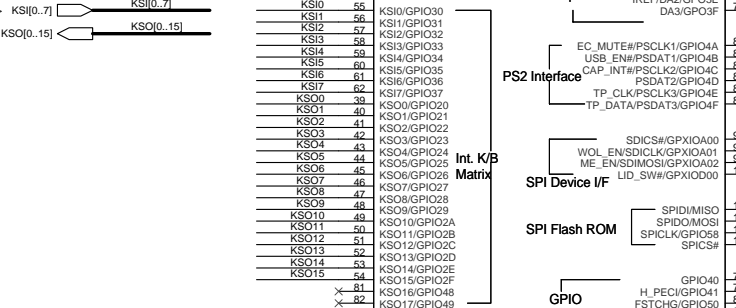 KSI[0..7]
KSI[0..7]
KSO[0..15]
KSI0 55 KSI0/GPIO30
KSI1 56 KSI1/GPIO31
KSI2 57 KSI2/GPIO32
KSI3 58 KSI3/GPIO33
KSI4 59 KSI4/GPIO34
KSI5 60 KSI5/GPIO35
KSI6 61 KSI6/GPIO36
KSI7 62 KSI7/GPIO37
KSO0 39 KSO0/GPIO20
KSO1 40 KSO1/GPIO21
KSO2 41 KSO2/GPIO22
KSO3 42 KSO3/GPIO23
KSO4 43 KSO4/GPIO24
KSO5 44 KSO5/GPIO25
KSO6 45 KSO6/GPIO26
KSO7 46 KSO7/GPIO27
KSO8 47 KSO8/GPIO28
KSO9 48 KSO9/GPIO29
KSO10 49 KSO10/GPIO2A
KSO11 50 KSO11/GPIO2B
KSO12 51 KSO12/GPIO2C
KSO13 52 KSO13/GPIO2D
KSO14 53 KSO14/GPIO2E
KSO15 54 KSO15/GPIO2F
81 KSO16/GPIO48
82 KSO17/GPIO49
Int. K/B
Matrix
DA3/GPO3F
PS2 Interface
EC_MUTE#/PSCLK1/GPIO4A
USB_EN#/PSDAT1/GPIO4B
CAP_INT#/PSCLK2/GPIO4C
PSDAT2/GPIO4D
TP_CLK/PSCLK3/GPIO4E
TP_DATA/PSDAT3/GPIO4F
SPI Device I/F
SDICS#/GPXIOA00
WOL_EN/SDICLK/GPXIOA01
ME_EN/SDIMOSI/GPXIOA02
LID_SW#/GPXIOD00
SPI Flash ROM
SPIDI/MISO
SPIDO/MOSI
SPICLK/GPIO58
SPICS#
GPIO
GPIO40
H_PECI/GPIO41
FSTCHG/GPIO50